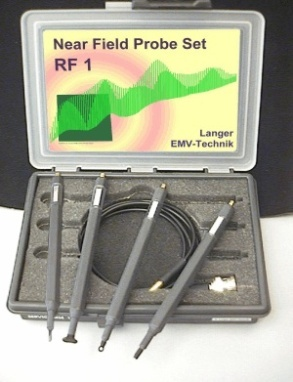 Near Field Probe Set
RF 1
Langer
EMV-Technik